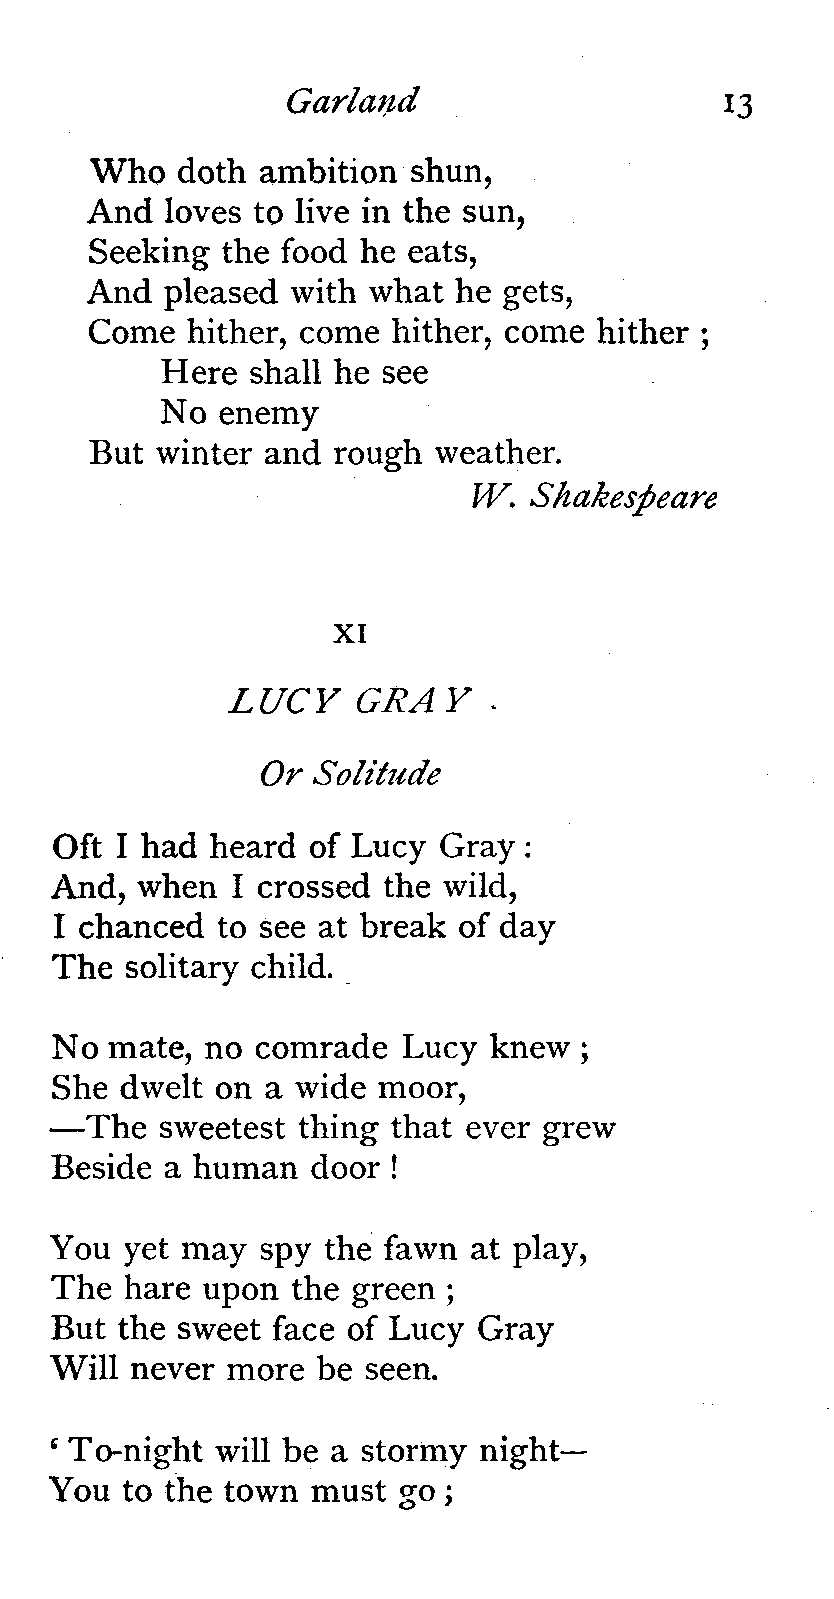 Garland 13
Who doth ambition shun,
And loves to live in the sun,
Seeking the food he eats,
And pleased with what he gets,
Come hither, come hither, come hither ;
Here shall he see
No enemy
But winter and rough weather.
W. Shakespeare
XI
LUCY GRAY
Or Solitude
Oft I had heard of Lucy Gray :
And, when I crossed the wild,
I chanced to see at break of day
The solitary child.
No mate, no comrade Lucy knew ;
She dwelt on a wide moor,
—The sweetest thing that ever grew
Beside a human door !
You yet may spy the fawn at play,
The hare upon the green ;
But the sweet face of Lucy Gray
Will never more be seen.
‘ To-night will be a stormy night—
You to the town must go ;